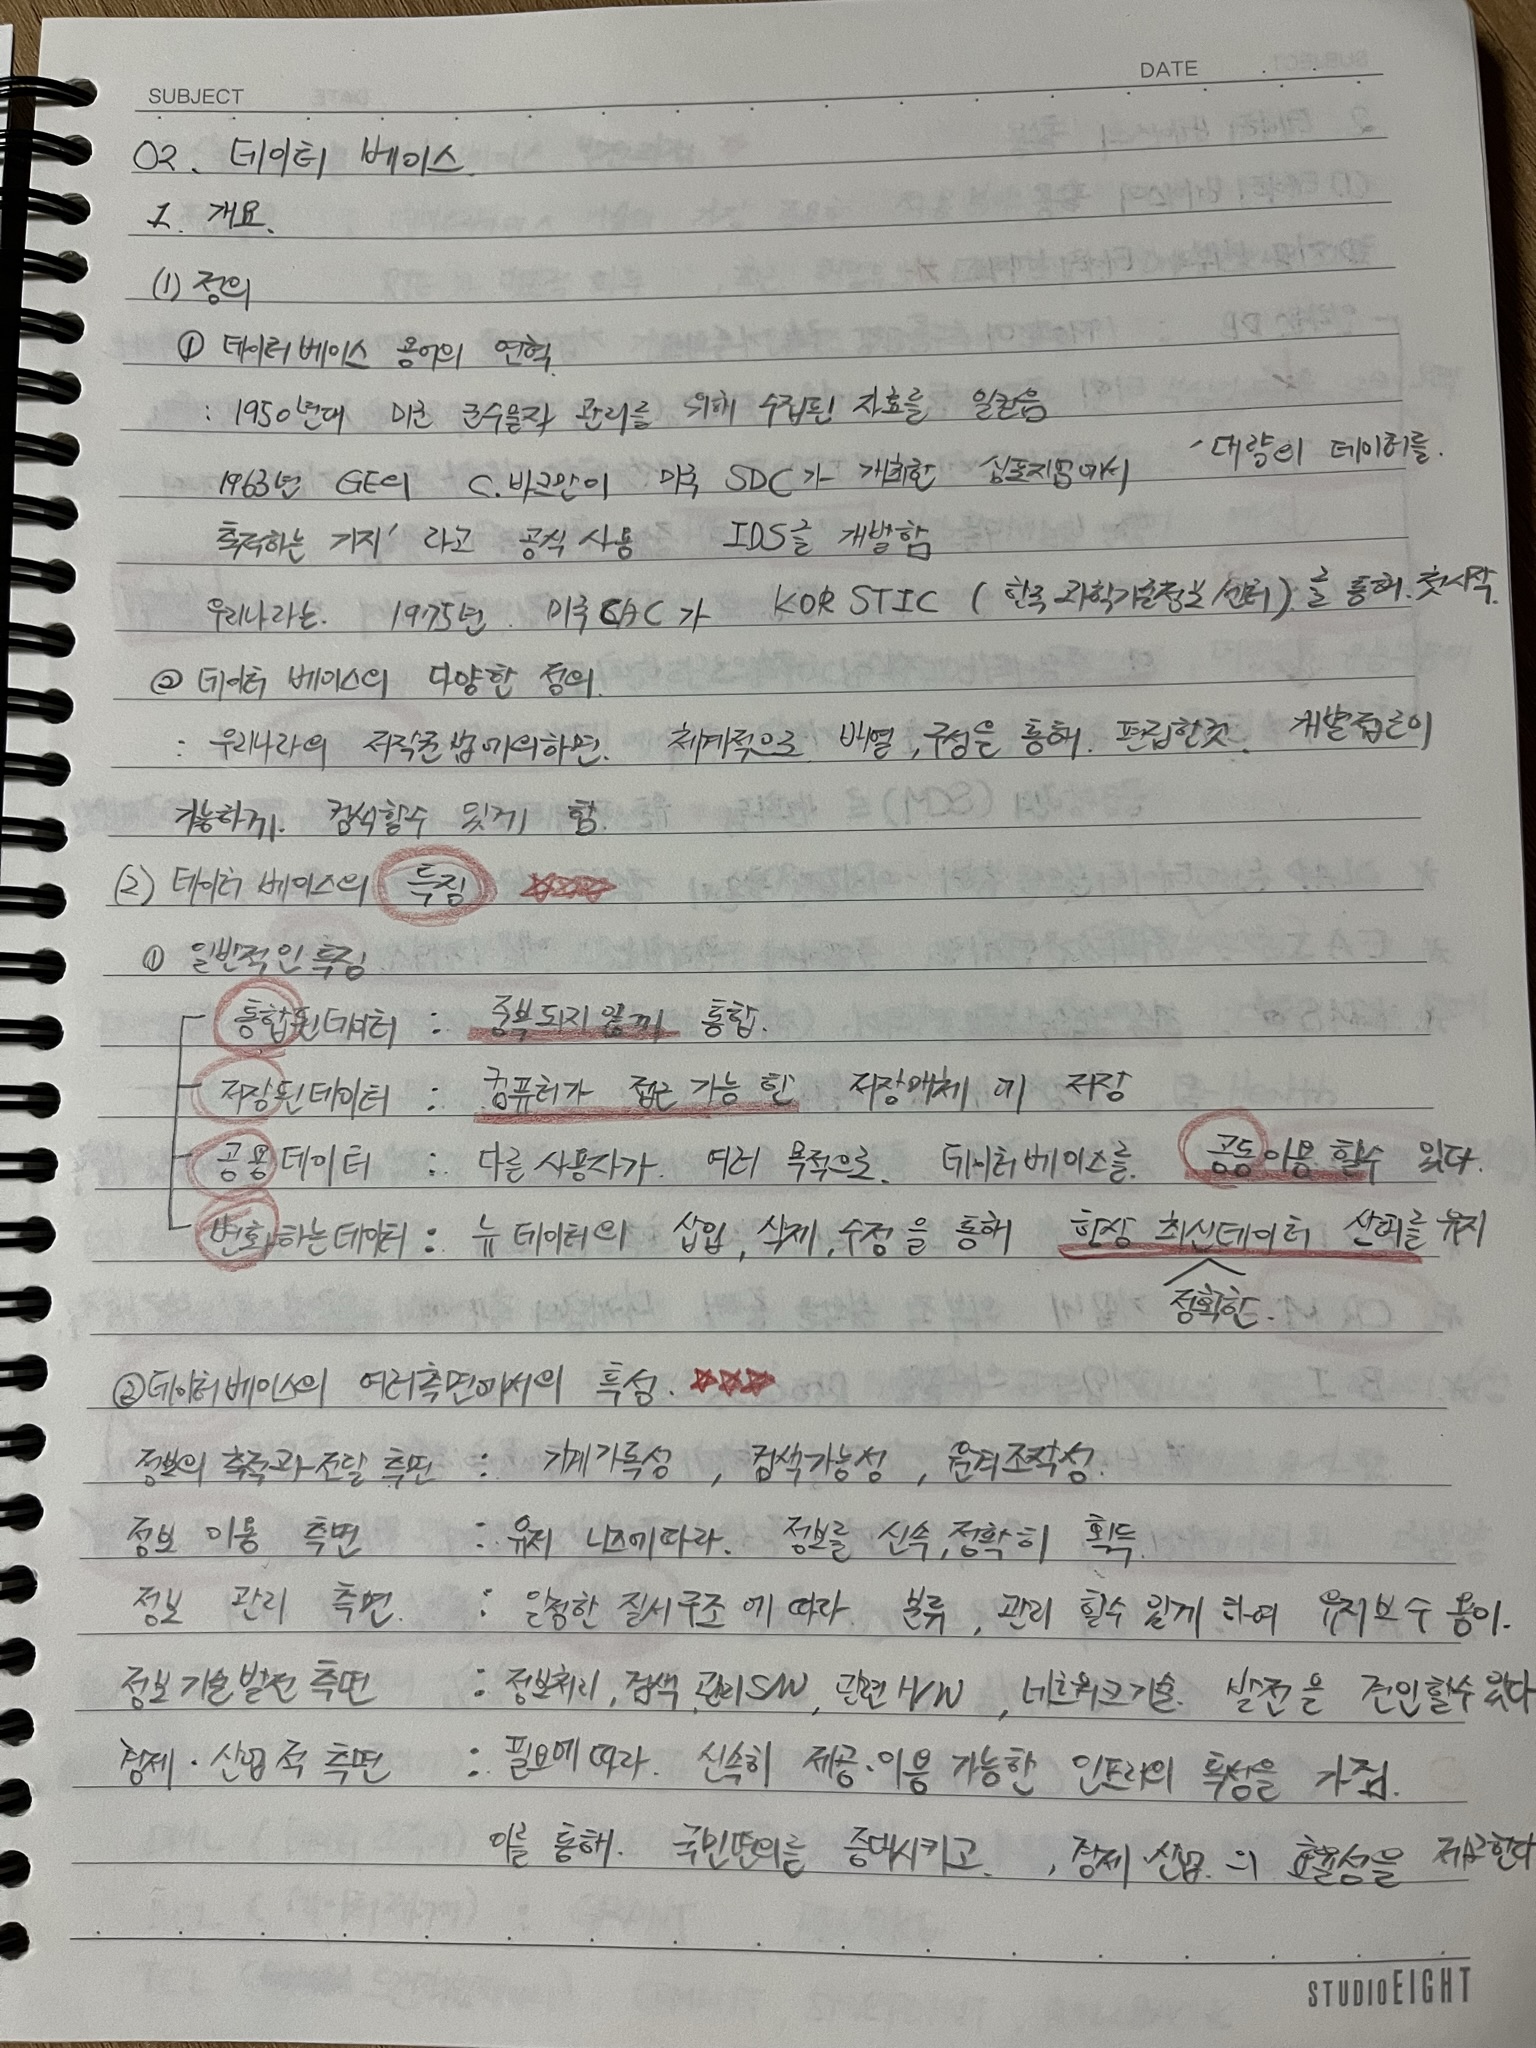 SUBJECT
DATE
02. 데이터 베이스.
1. 개요.
(1) 정의
① 데이터 베이스 용어의 연혁.
: 1950년대 미군 군수물자 관리를 위해 수집된 자료를 일컫음
1963년 GE의 C.바크만이 미국 SDC가 개최한 심포지엄에서 '대량의 데이터를.
축적하는 기지' 라고 공식 사용 IDS를 개발함
우리나라는. 1975년. 미국 CAC가 KORSTIC (한국과학기술정보센터)를 통해. 첫시작.
② 데이터 베이스의 다양한 정의.
: 우리나라의 저작권법에의하면. 체계적으로 배열, 구성을 통해. 편집한것. 개별접근이
가능하게. 검색할수 있게 함.
(2) 데이터 베이스의 특징 ☆☆☆
① 일반적인 특징.
통합된데이터 : 중복되지 않게 통합.
저장된데이터 : 컴퓨터가 접근 가능한 저장매체에 저장
공용데이터 : 다른 사용자가. 여러 목적으로. 데이터베이스를. 공동이용 할수 있다.
변화하는데이터 : 뉴 데이터의 삽입, 삭제, 수정을 통해 항상 최신데이터 상태를 유지
정확한.
② 데이터베이스의 여러측면에서의 특성. ☆☆☆
정보의 축적과 전달 측면 : 기계가독성, 검색가능성, 원격조작성.
정보 이용 측면 : 유저 니즈에따라. 정보를 신속,정확히 획득.
정보 관리 측면. : 일정한 질서구조에 따라 분류, 관리 할수 있게 하여 유지보수 용이.
정보기술발전 측면 : 정보처리, 검색.관리S/W, 관련 H/W, 네트워크기술. 발전을 견인할수있다
경제·산업적 측면 : 필요에따라. 신속히 제공·이용가능한 인프라의 특성을 가짐.
이를 통해. 국민편의를 증대시키고. , 경제·산업.의 효율성을 제고한다
STUDIOEIGHT